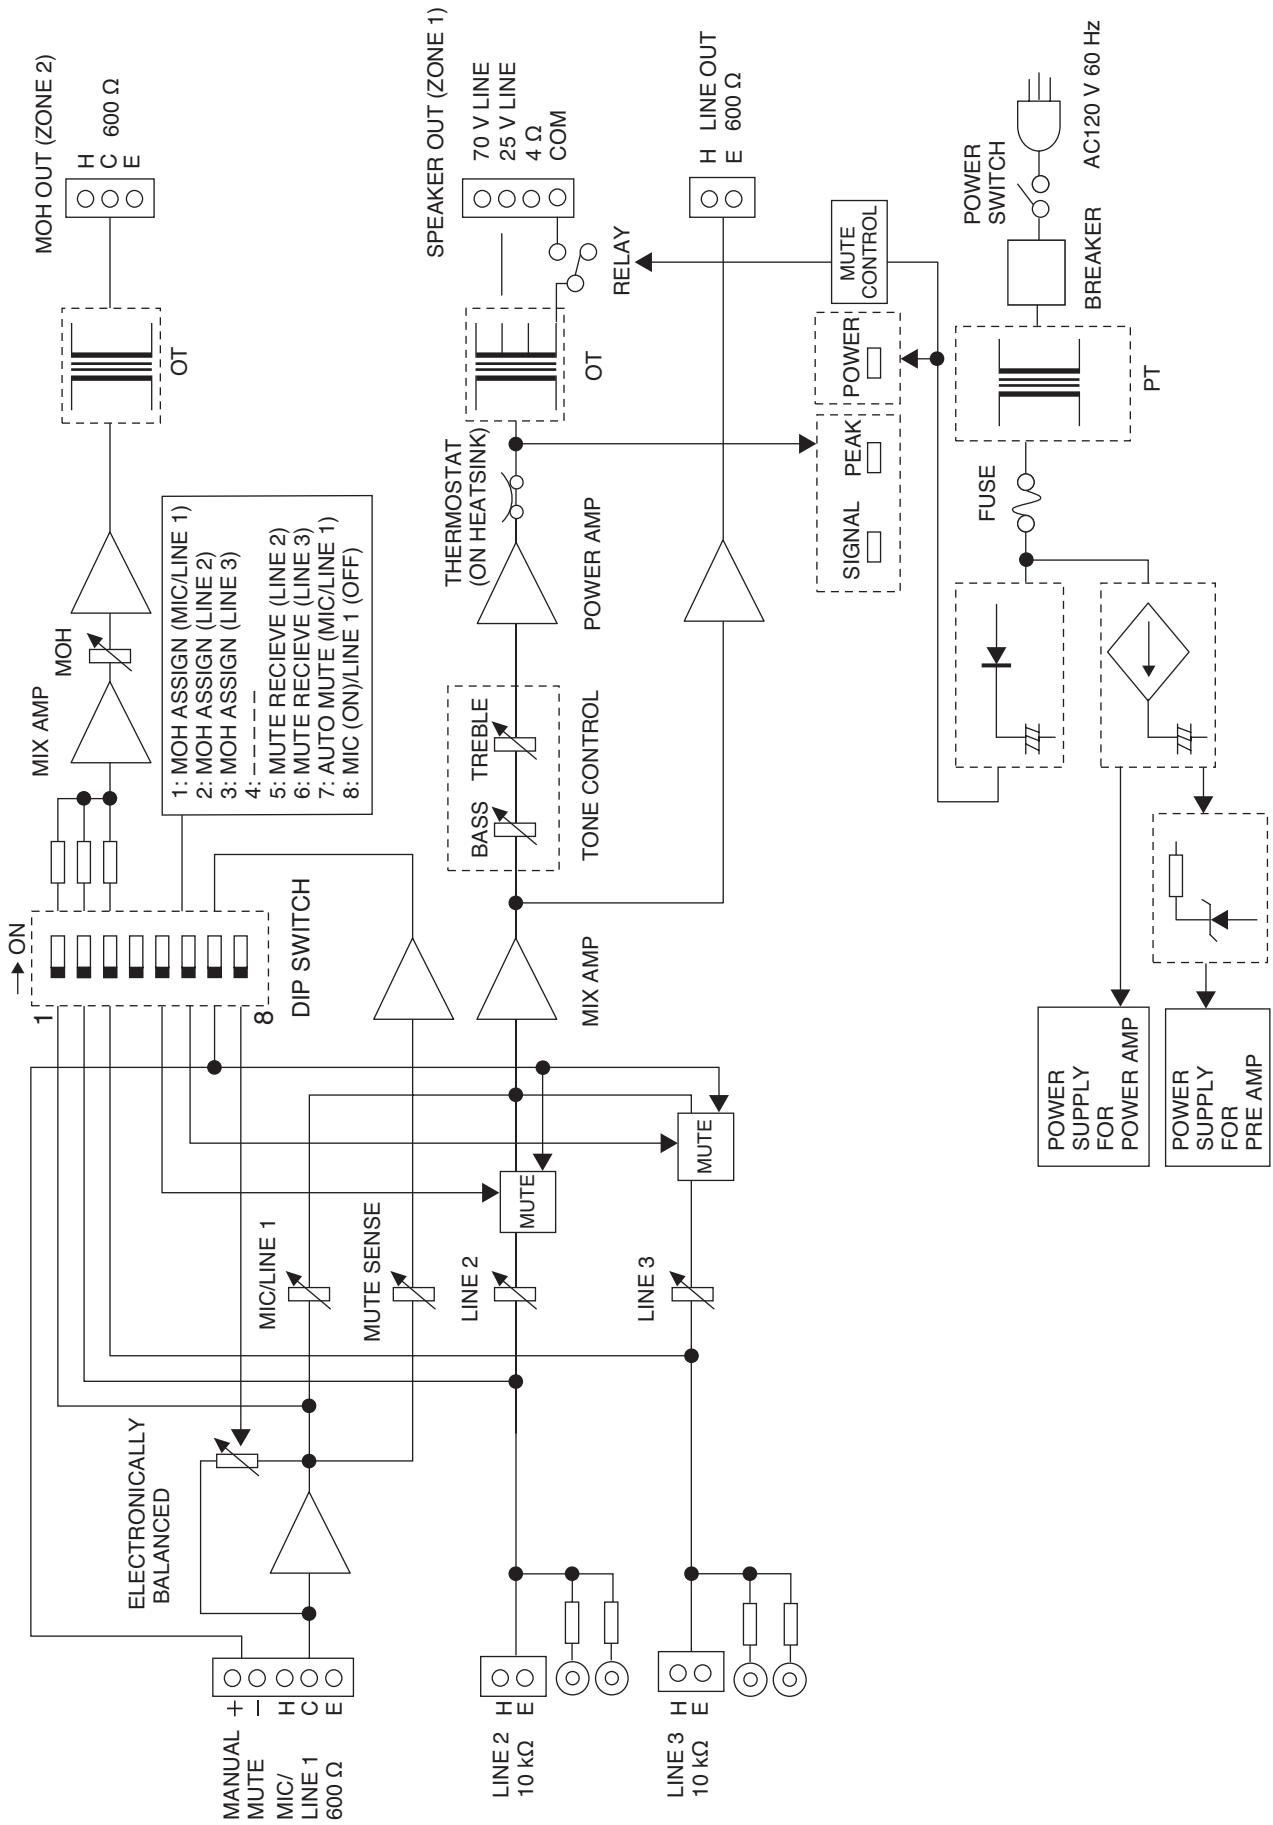 MANUAL +
MUTE −
MIC/ H
LINE 1 C
600 Ω E
ELECTRONICALLY
BALANCED
1
8
→ ON
DIP SWITCH
MIX AMP
MOH
OT
MOH OUT (ZONE 2)
H
C 600 Ω
E
1: MOH ASSIGN (MIC/LINE 1)
2: MOH ASSIGN (LINE 2)
3: MOH ASSIGN (LINE 3)
4: – – – – – –
5: MUTE RECIEVE (LINE 2)
6: MUTE RECIEVE (LINE 3)
7: AUTO MUTE (MIC/LINE 1)
8: MIC (ON)/LINE 1 (OFF)
MIC/LINE 1
MUTE SENSE
LINE 2 H
10 kΩ E
LINE 2
MUTE
MIX AMP
BASS TREBLE
TONE CONTROL
POWER AMP
THERMOSTAT
(ON HEATSINK)
OT
RELAY
SPEAKER OUT (ZONE 1)
70 V LINE
25 V LINE
4 Ω
COM
LINE 3 H
10 kΩ E
LINE 3
MUTE
H LINE OUT
E 600 Ω
SIGNAL PEAK
POWER
MUTE
CONTROL
POWER
SUPPLY
FOR
POWER AMP
POWER
SUPPLY
FOR
PRE AMP
FUSE
PT
BREAKER
POWER
SWITCH
AC120 V 60 Hz